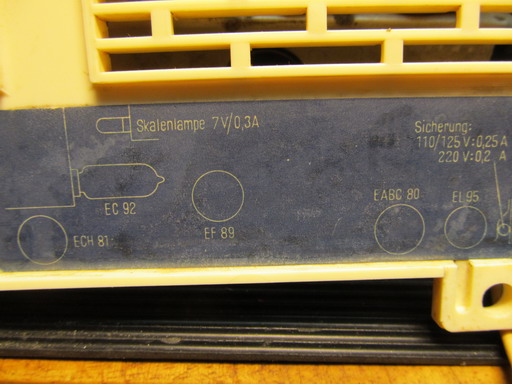 Skalenlampe 7V/0,3A
Sicherung:
110/125 V:0,25 A
220 V:0,2 A
EC 92
EABC 80
EL 95
EF 89
ECH 81